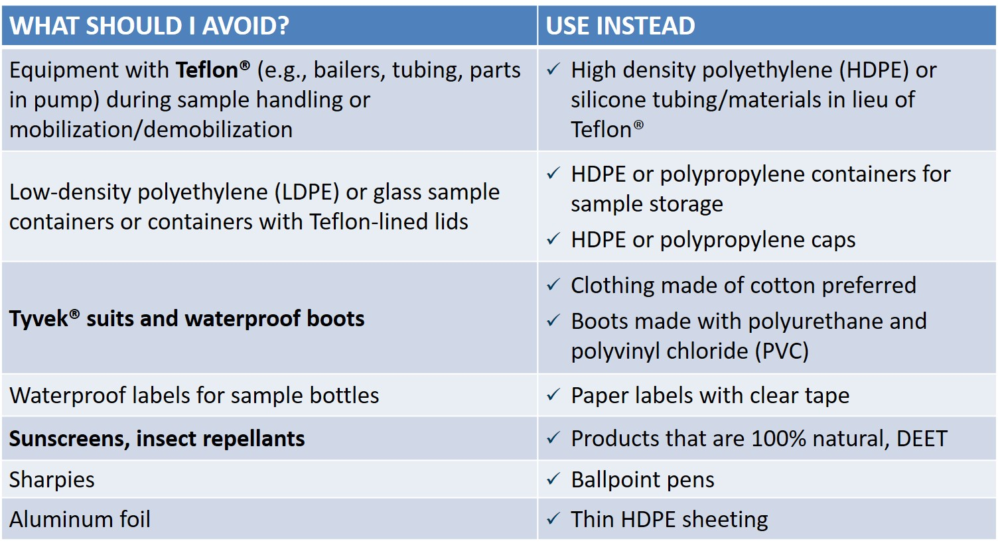 WHAT SHOULD I AVOID?
USE INSTEAD
Equipment with Teflon® (e.g., bailers, tubing, parts
in pump) during sample handling or
mobilization/demobilization
✓ High density polyethylene (HDPE) or
silicone tubing/materials in lieu of
Teflon®
Low-density polyethylene (LDPE) or glass sample
containers or containers with Teflon-lined lids
✓ HDPE or polypropylene containers for
sample storage
✓ HDPE or polypropylene caps
Tyvek® suits and waterproof boots
✓ Clothing made of cotton preferred
✓ Boots made with polyurethane and
polyvinyl chloride (PVC)
Waterproof labels for sample bottles
✓ Paper labels with clear tape
Sunscreens, insect repellants
✓ Products that are 100% natural, DEET
Sharpies
✓ Ballpoint pens
Aluminum foil
✓ Thin HDPE sheeting